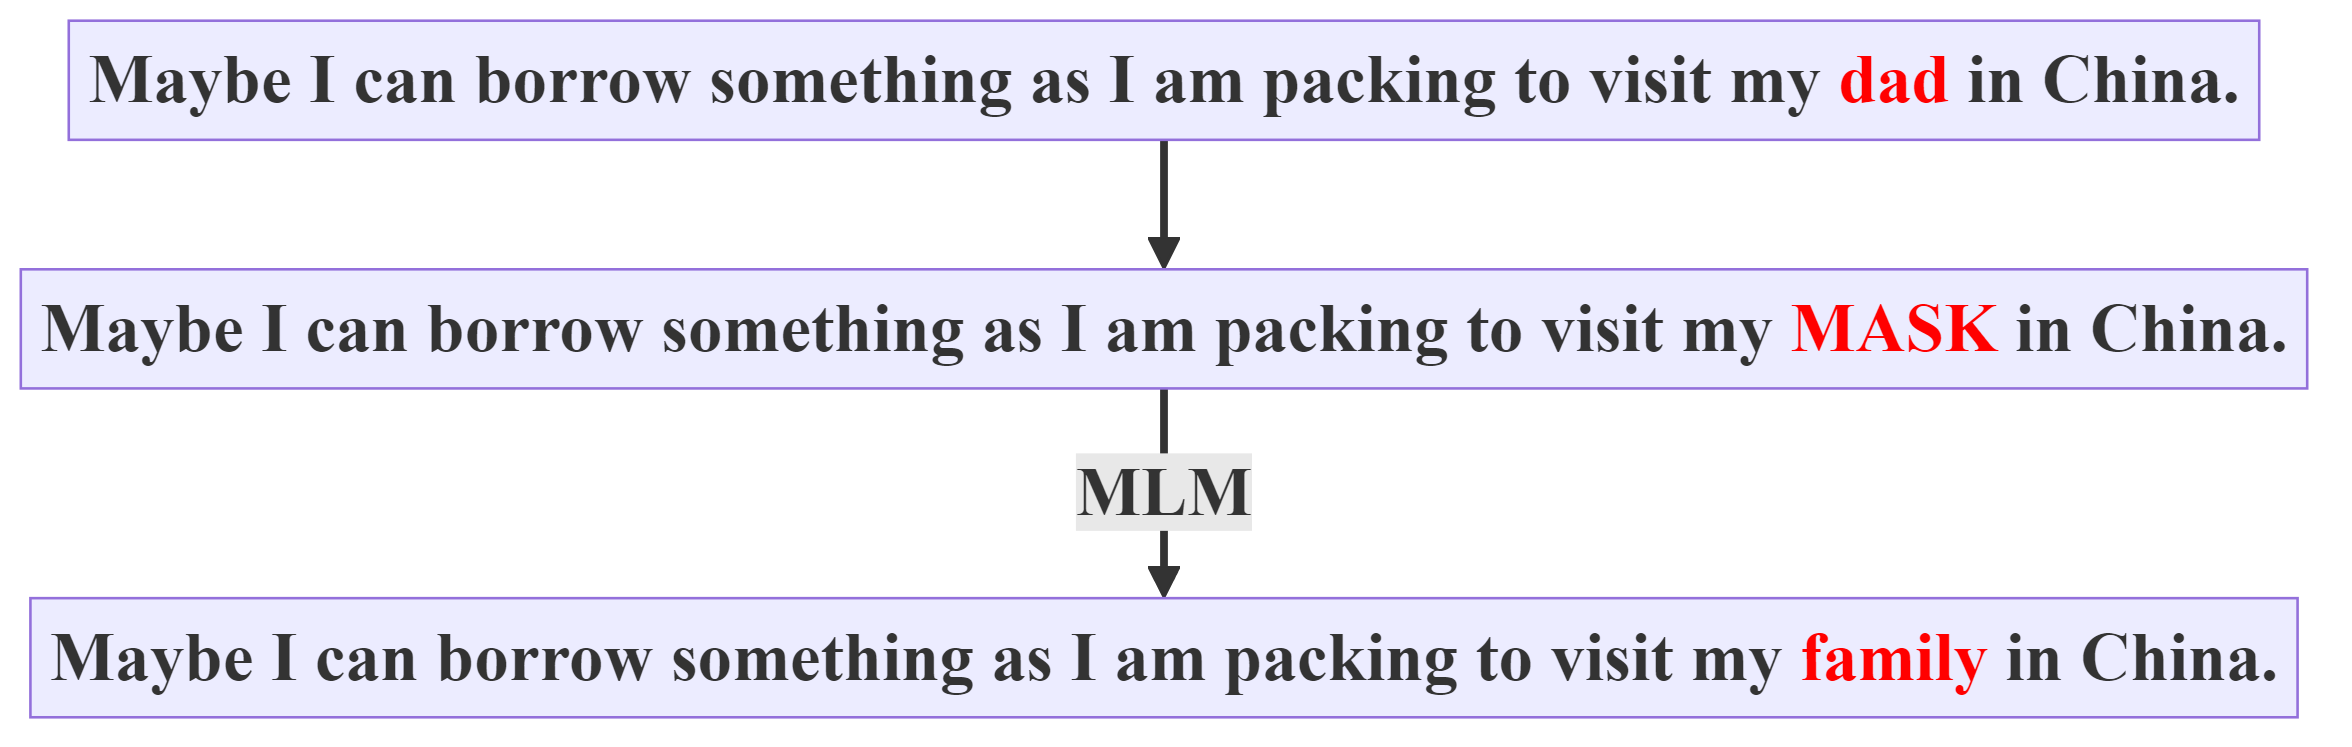 Maybe I can borrow something as I am packing to visit my dad in China.
Maybe I can borrow something as I am packing to visit my MASK in China.
MLM
Maybe I can borrow something as I am packing to visit my family in China.